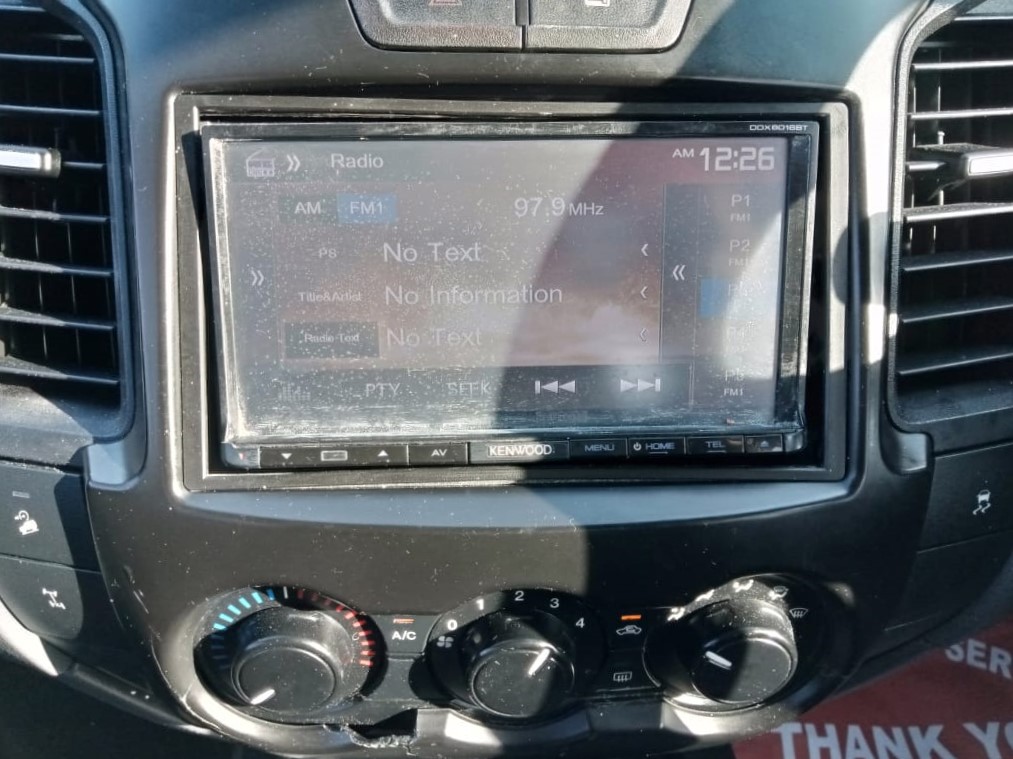 DDX6016BT
Radio
AM 12:26
AM FM1 97.9 MHz
P1
FM1
PS No Text
P2
FM1
Title&Artist No Information
Radio Text No Text
P5
FM1
PTY SEEK
AV KENWOOD MENU HOME TEL
0 1 2 3 4
A/C
THANK